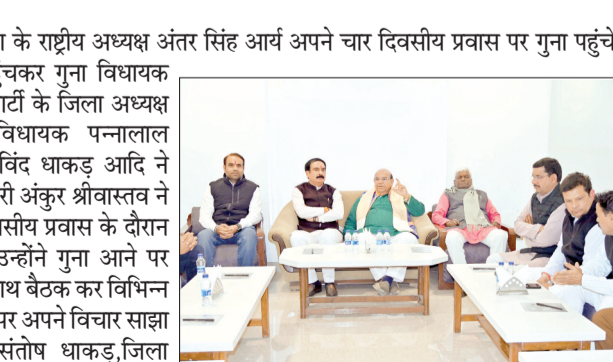 के राष्ट्रीय अध्यक्ष अंतर सिंह आर्य अपने चार दिवसीय प्रवास पर गुना पहुंचे
गुना विधायक
के जिला अध्यक्ष
विधायक पन्नालाल
धाकड़ आदि ने
अंकुर श्रीवास्तव ने
प्रवास के दौरान
उन्होंने गुना आने पर
बैठक कर विभिन्न
पर अपने विचार साझा
संतोष धाकड़,जिला